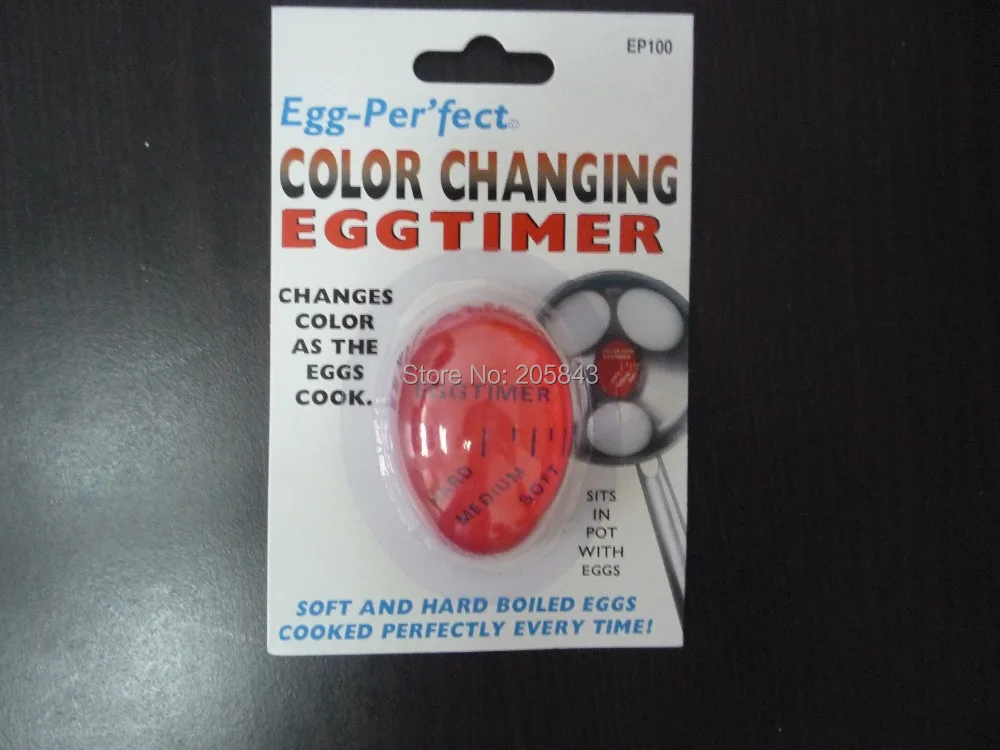 EP100
Egg-Per'fect©
COLOR CHANGING
EGGTIMER
CHANGES
COLOR
AS THE
EGGS
COOK.
Store No: 205843
EGGTIMER
HARD
MEDIUM
SOFT
SITS
IN
POT
WITH
EGGS
SOFT AND HARD BOILED EGGS
COOKED PERFECTLY EVERY TIME!